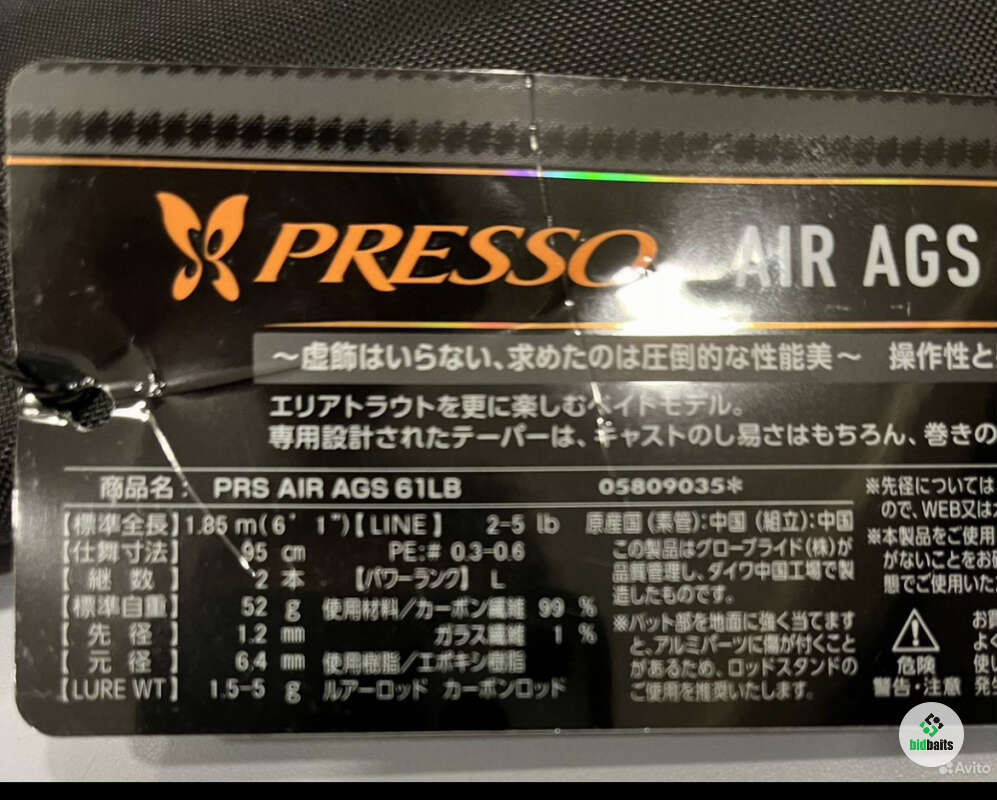 PRESSO AIR AGS
～虚飾はいらない、求めたのは圧倒的な性能美～ 操作性と
エリアトラウトを更に楽しむベイトモデル。
専用設計されたテーパーは、キャストのし易さはもちろん、巻きの
商品名： PRS AIR AGS 61LB 05809035*
【標準全長】1.85 m(6' 1")【LINE】 2-5 lb
【仕舞寸法】 95 cm PE:# 0.3-0.6
【継数】 2 本 【パワーランク】 L
【標準自重】 52 g 使用材料/カーボン繊維 99 %
【先径】 1.2 mm ガラス繊維 1 %
【元径】 6.4 mm 使用樹脂/エポキシ樹脂
【LURE WT】 1.5-5 g ルアーロッド カーボンロッド
原産国(素管):中国 (組立):中国
この製品はグローブライド(株)が
品質管理し、ダイワ中国工場で製
造したものです。
※バット部を地面に強く当てます
と、アルミパーツに傷が付くこと
があるため、ロッドスタンドの
ご使用を推奨いたします。
※先径については
ので、WEB又は
※本製品をご使用
がないことをお
態でご使用いた
危険
警告・注意
お買
よく
使い
発
bidbaits
Avito